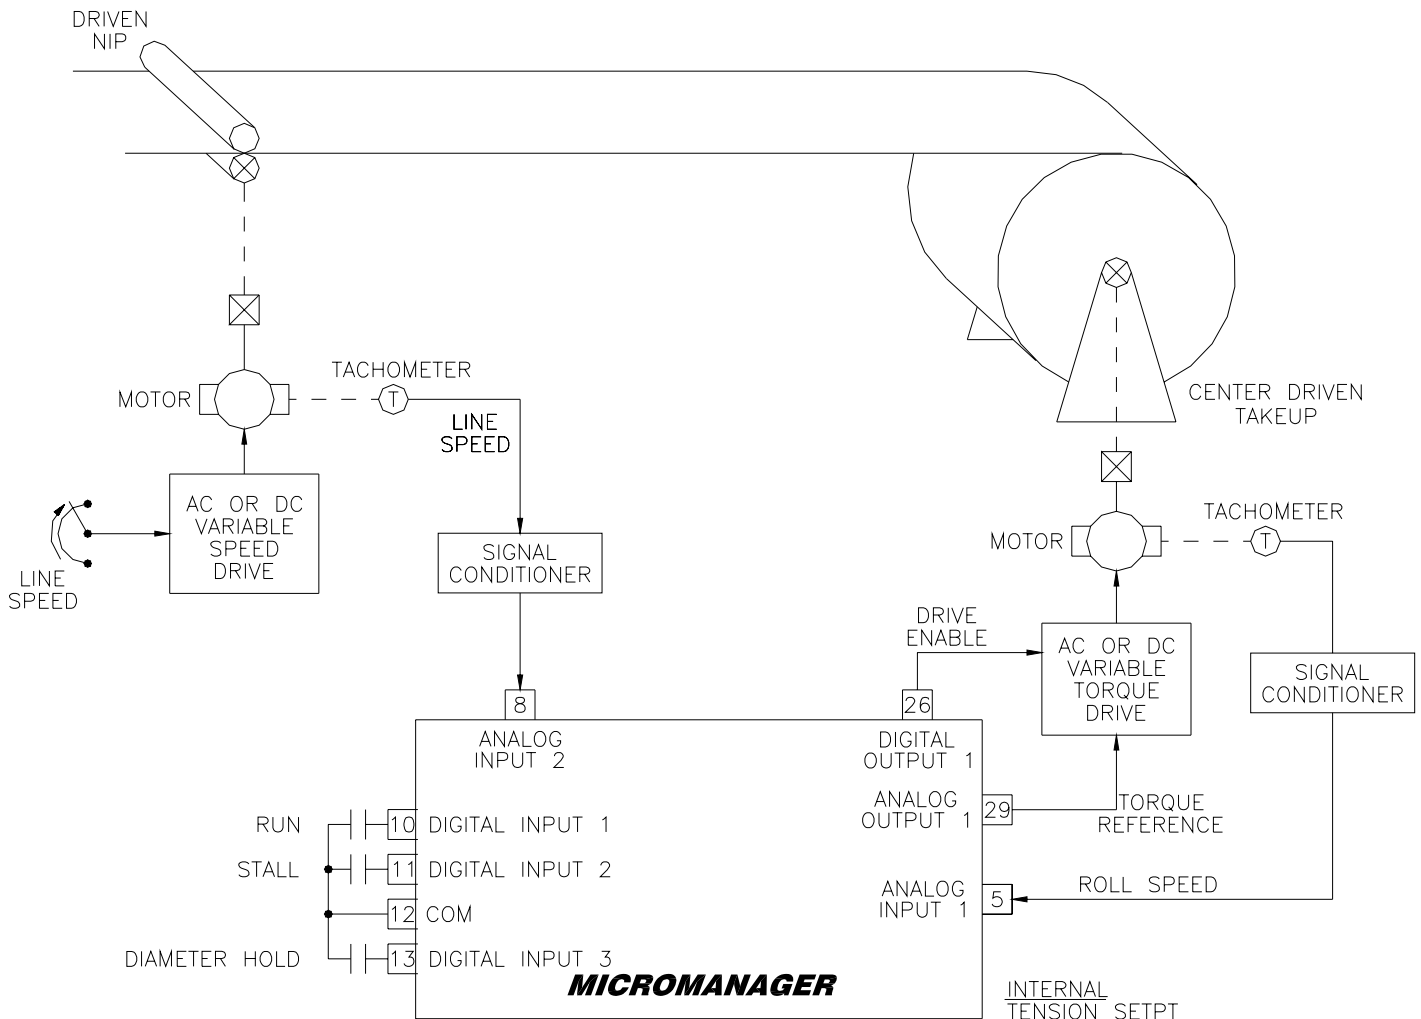 DRIVEN
NIP
TACHOMETER
MOTOR
T
LINE
SPEED
CENTER DRIVEN
TAKEUP
AC OR DC
VARIABLE
SPEED
DRIVE
LINE
SPEED
SIGNAL
CONDITIONER
TACHOMETER
MOTOR
T
DRIVE
ENABLE
AC OR DC
VARIABLE
TORQUE
DRIVE
SIGNAL
CONDITIONER
8
ANALOG
INPUT 2
26
DIGITAL
OUTPUT 1
ANALOG
OUTPUT 1
29
TORQUE
REFERENCE
RUN
10
DIGITAL INPUT 1
STALL
11
DIGITAL INPUT 2
12
COM
DIAMETER HOLD
13
DIGITAL INPUT 3
ANALOG
INPUT 1
5
ROLL SPEED
MICROMANAGER
INTERNAL
TENSION SETPT